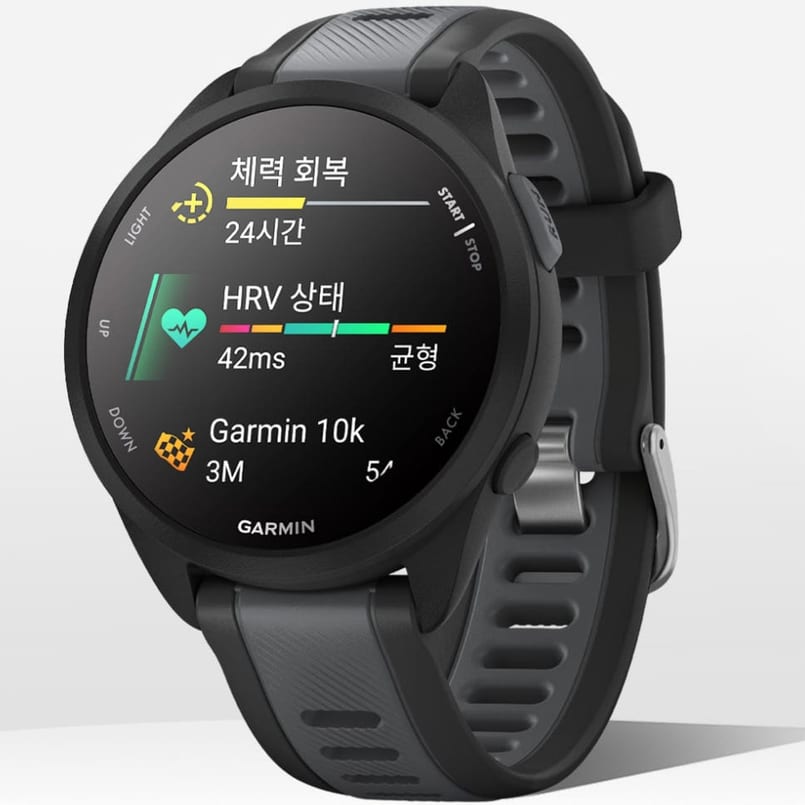 체력 회복
24시간
LIGHT
START
STOP
RUN
HRV 상태
UP
42ms 균형
DOWN
BACK
Garmin 10k
3M
GARMIN